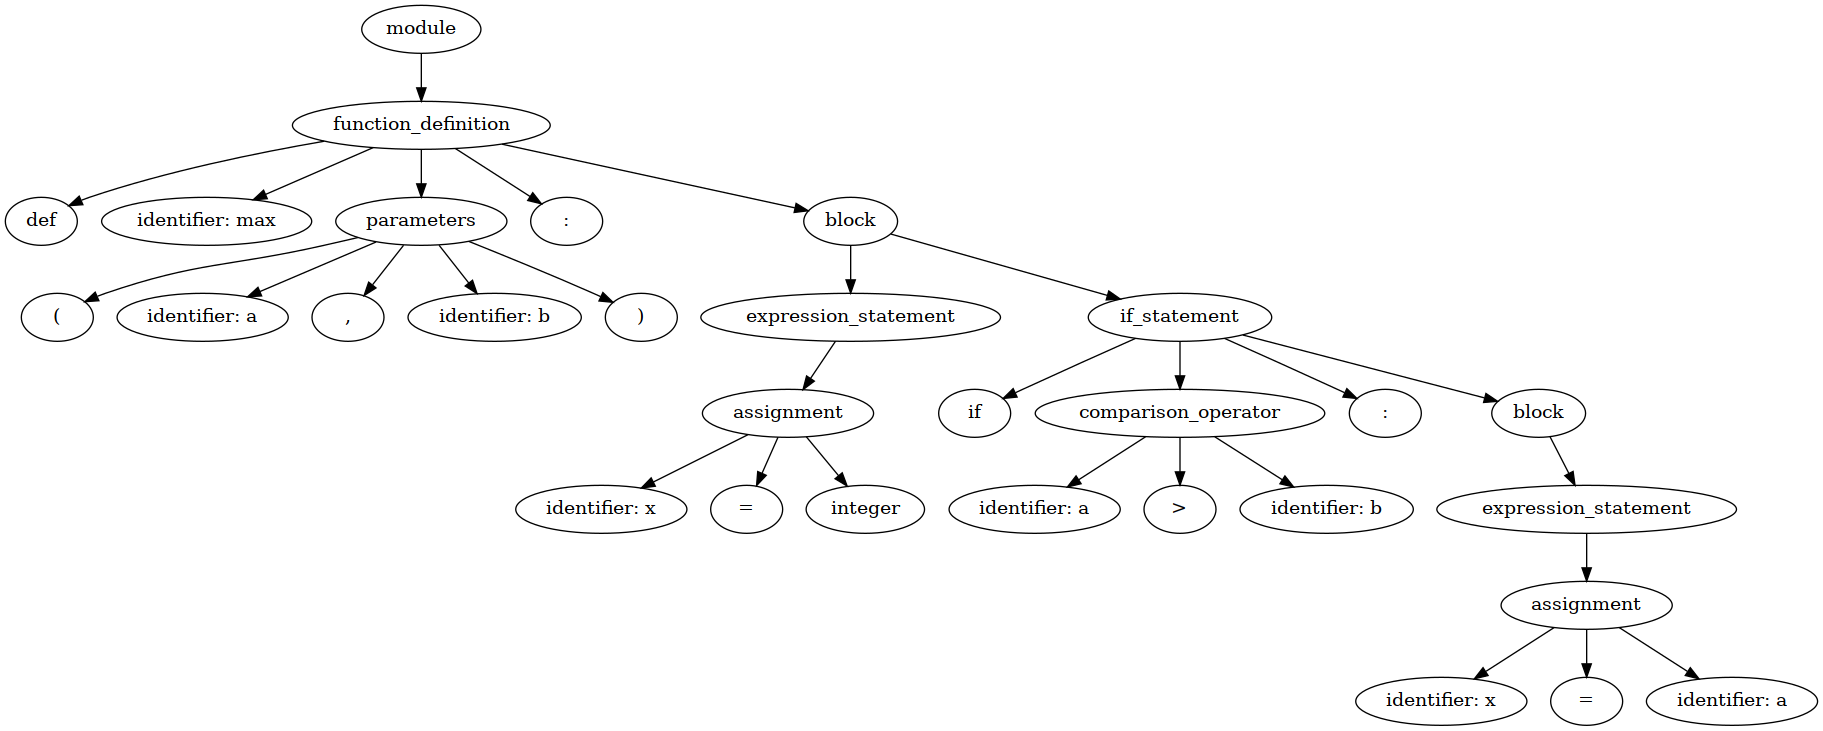 module
function_definition
def
identifier: max
parameters
:
block
(
identifier: a
,
identifier: b
)
expression_statement
if_statement
assignment
if
comparison_operator
:
block
identifier: x
=
integer
identifier: a
>
identifier: b
expression_statement
assignment
identifier: x
=
identifier: a